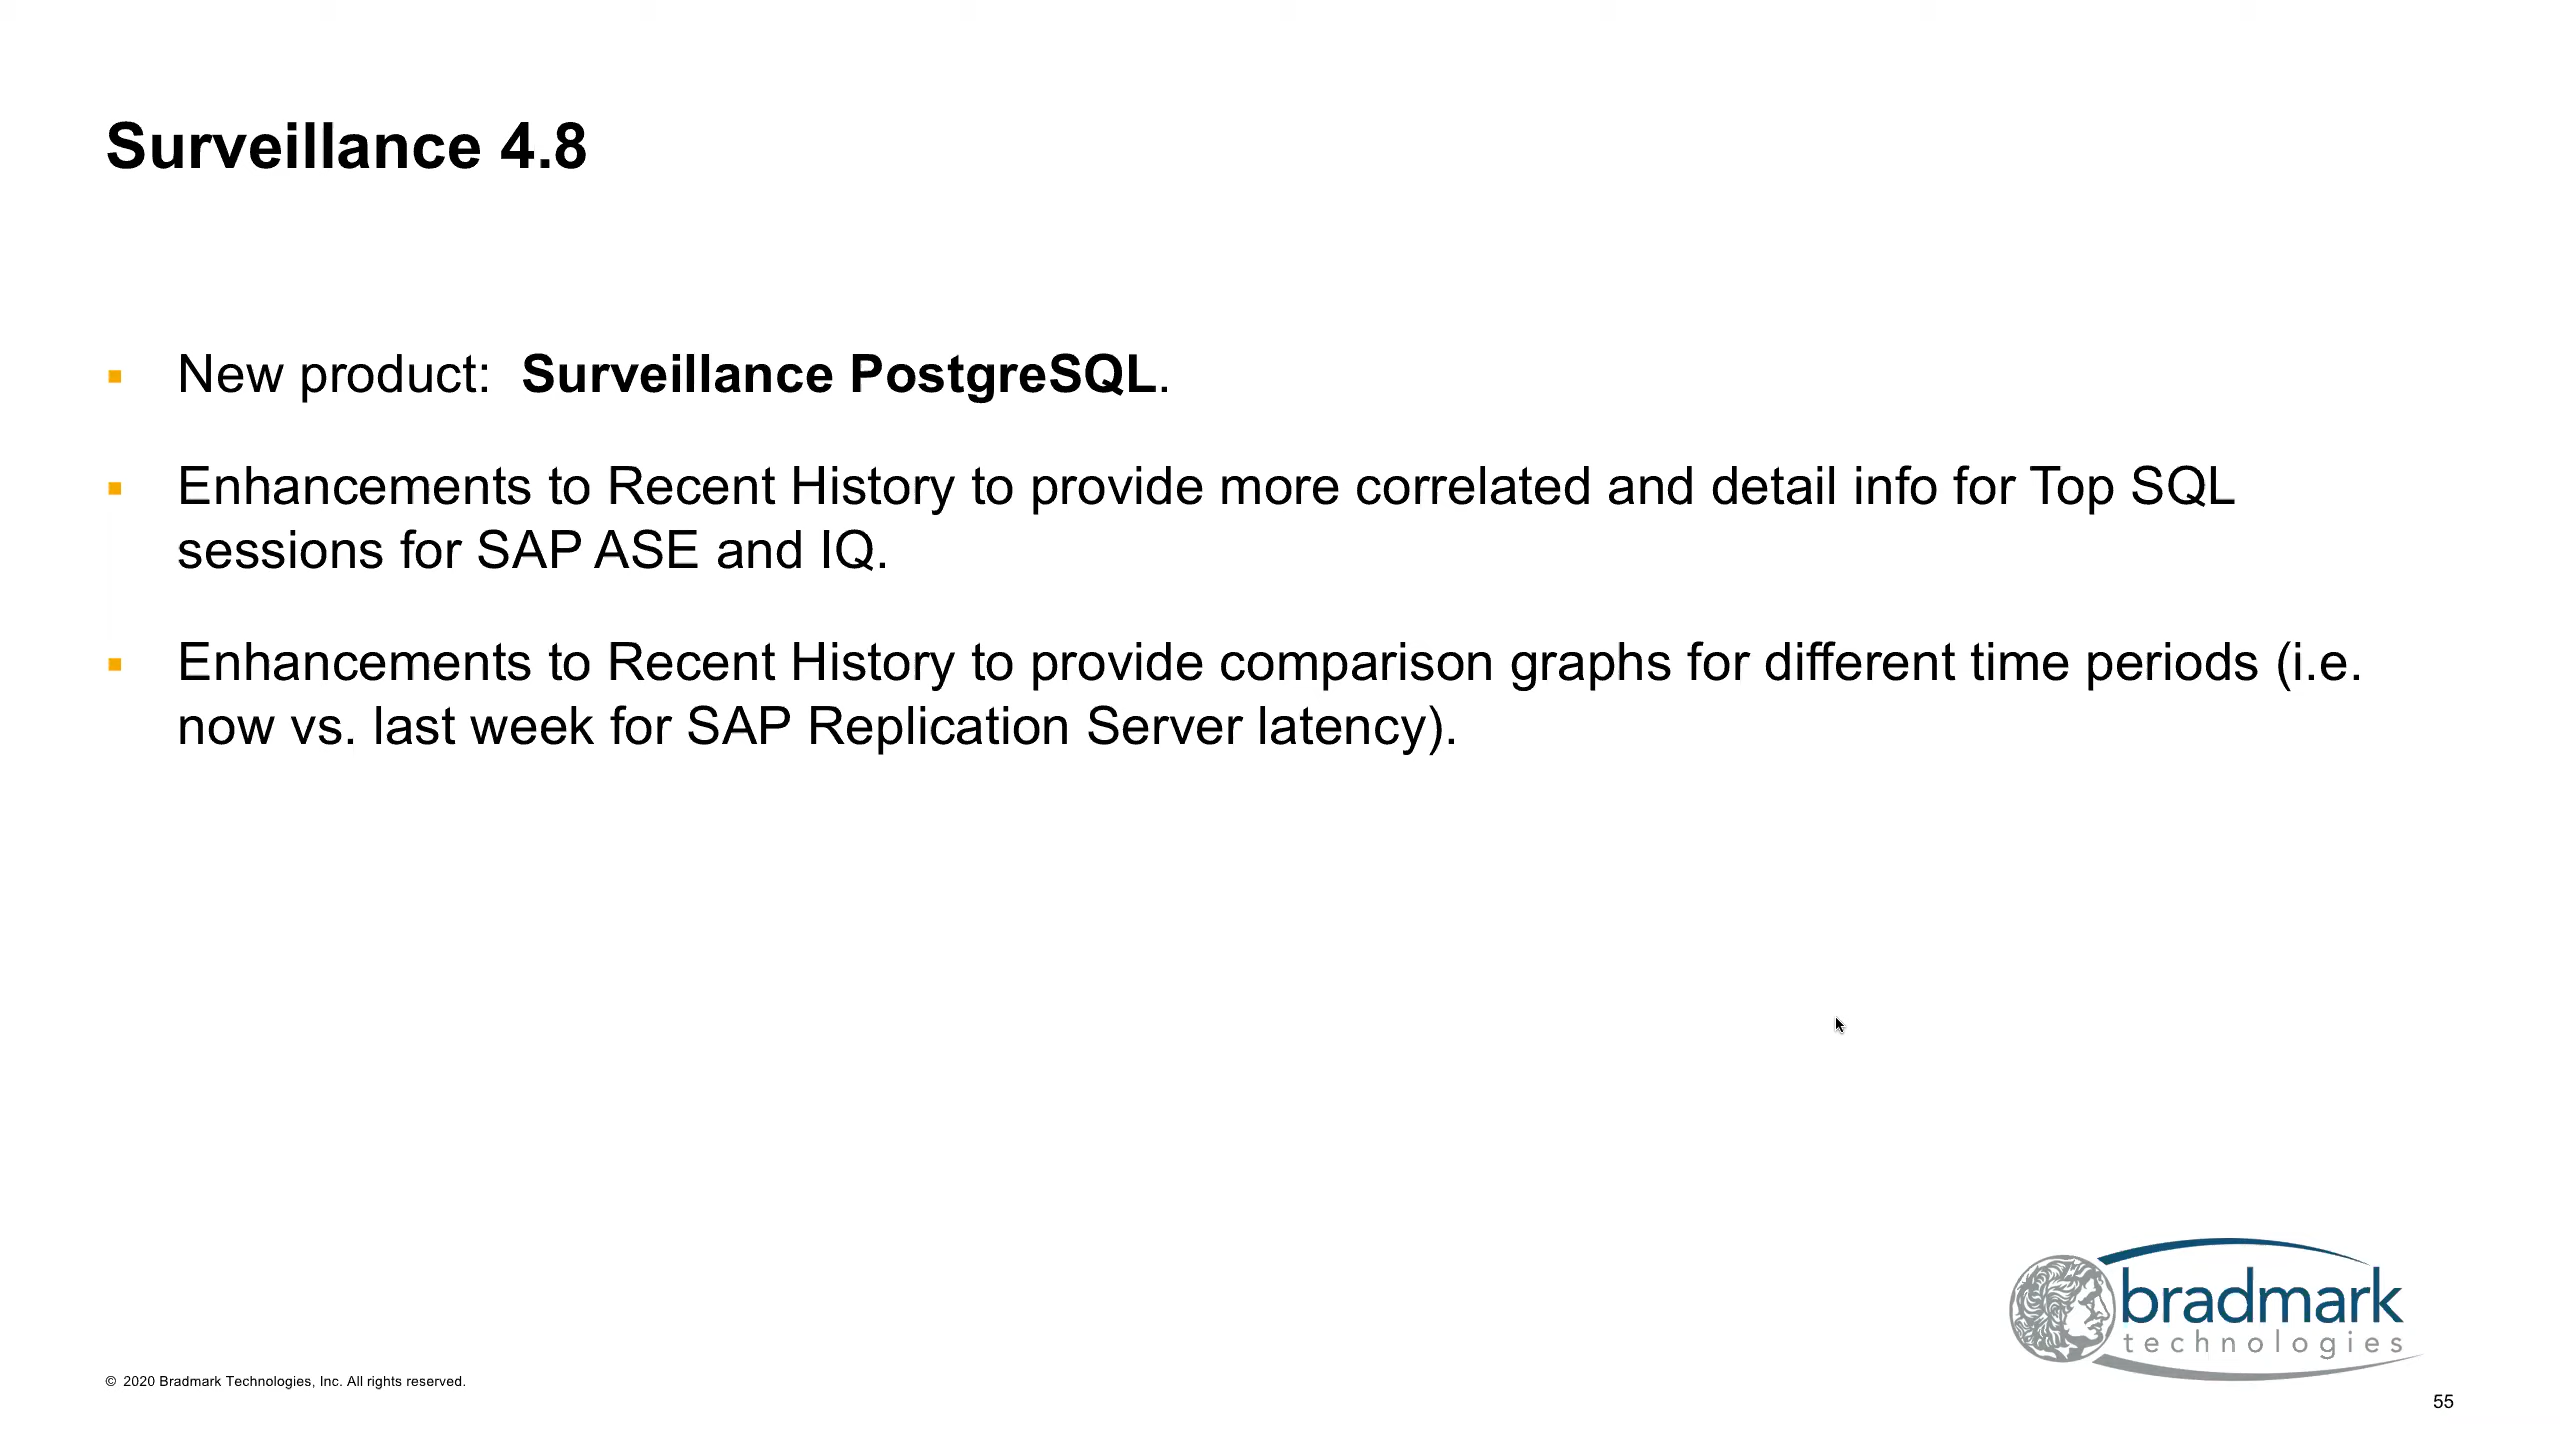 Surveillance 4.8
▪ New product:  Surveillance PostgreSQL.
▪ Enhancements to Recent History to provide more correlated and detail info for Top SQL
sessions for SAP ASE and IQ.
▪ Enhancements to Recent History to provide comparison graphs for different time periods (i.e.
now vs. last week for SAP Replication Server latency).
bradmark
technologies
© 2020 Bradmark Technologies, Inc. All rights reserved.
55